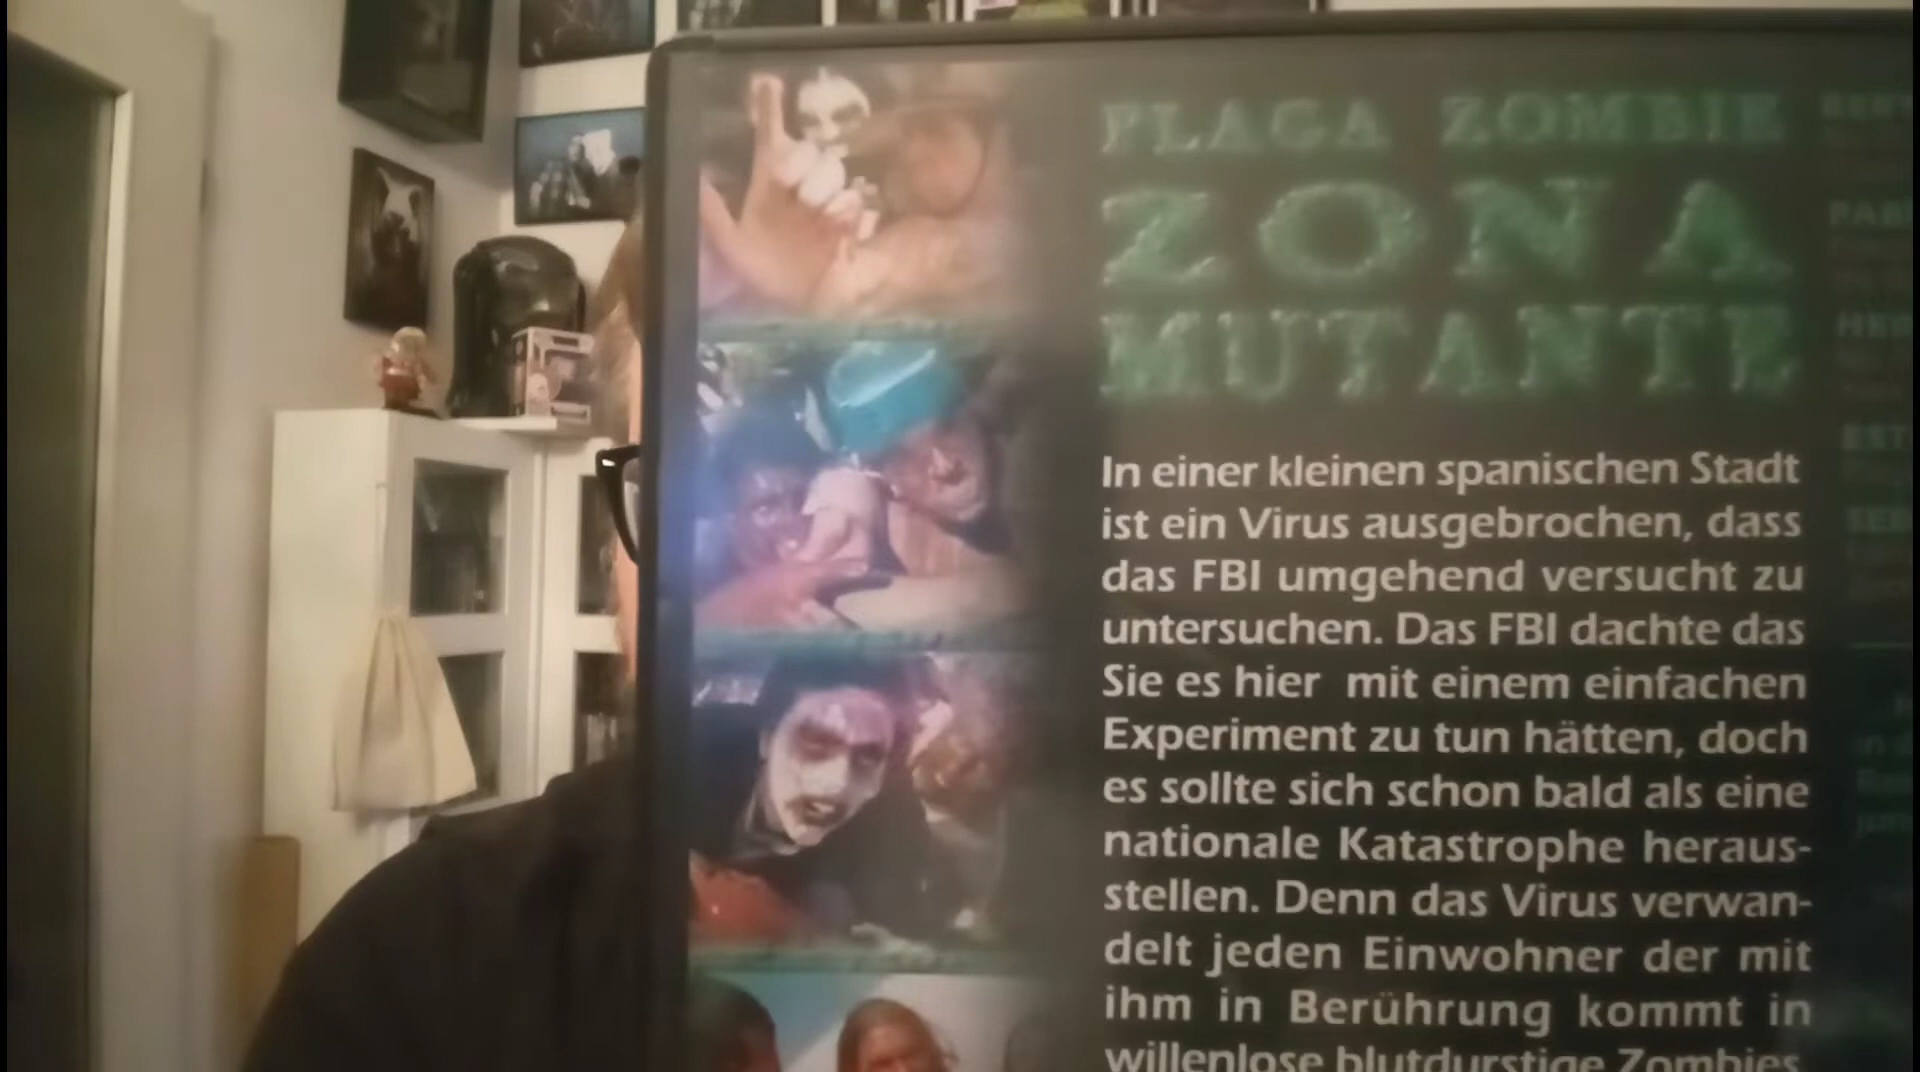 PLAGA ZOMBIE
ZONA
MUTANTE
In einer kleinen spanischen Stadt
ist ein Virus ausgebrochen, dass
das FBI umgehend versucht zu
untersuchen. Das FBI dachte das
Sie es hier mit einem einfachen
Experiment zu tun hätten, doch
es sollte sich schon bald als eine
nationale Katastrophe heraus-
stellen. Denn das Virus verwan-
delt jeden Einwohner der mit
ihm in Berührung kommt in
willenlose blutdurstige Zombies